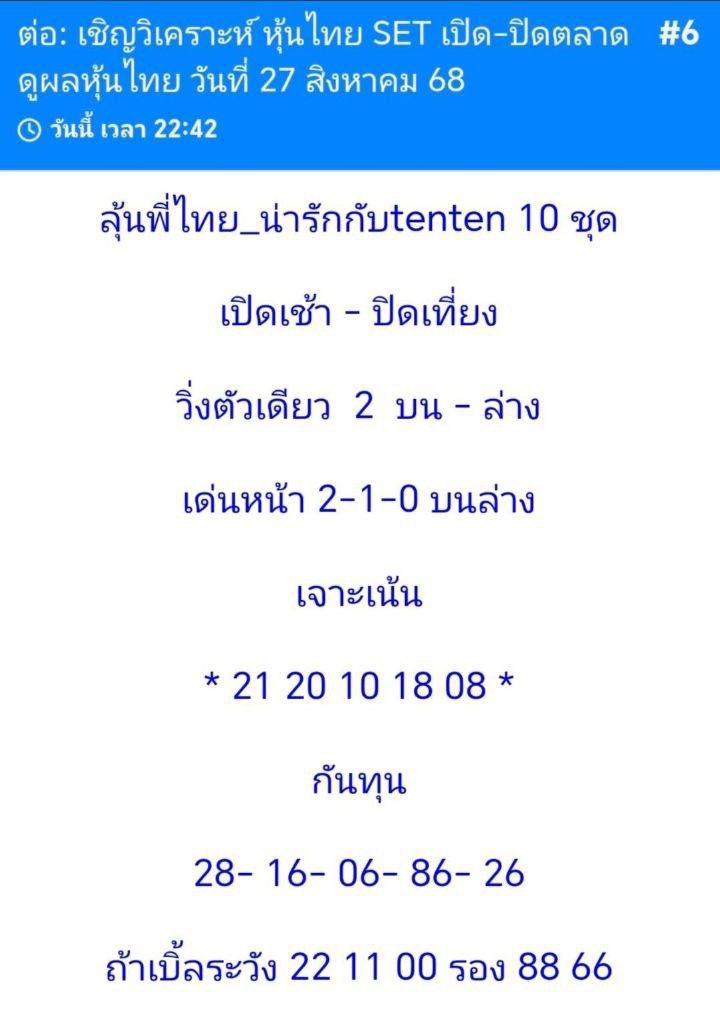 ต่อ: เชิญวิเคราะห์ หุ้นไทย SET เปิด-ปิดตลาด #6
ดูผลหุ้นไทย วันที่ 27 สิงหาคม 68
วันนี้ เวลา 22:42
ลุ้นพี่ไทย_น่ารักกับtenten 10 ชุด
เปิดเช้า - ปิดเที่ยง
วิ่งตัวเดียว 2 บน - ล่าง
เด่นหน้า 2-1-0 บนล่าง
เจาะเน้น
* 21 20 10 18 08 *
กันทุน
28- 16- 06- 86- 26
ถ้าเบิ้ลระวัง 22 11 00 รอง 88 66